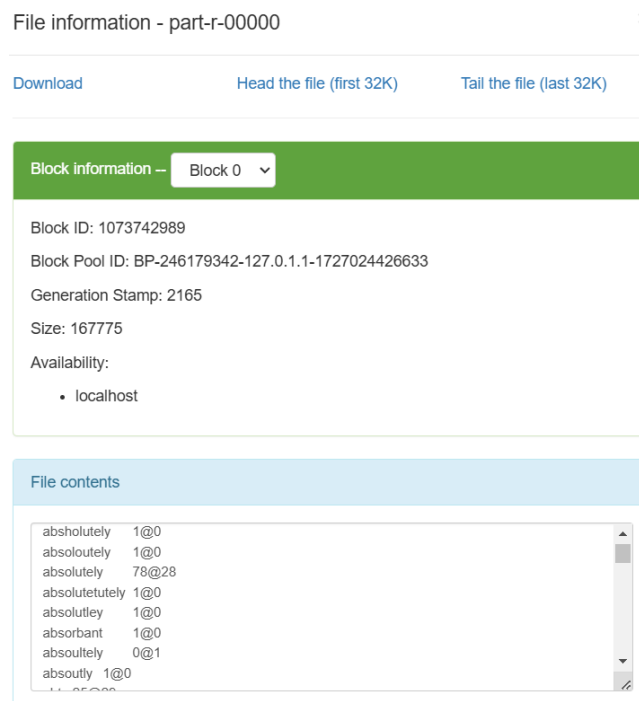 File information - part-r-00000
Download Head the file (first 32K) Tail the file (last 32K)
Block information -- Block 0
Block ID: 1073742989
Block Pool ID: BP-246179342-127.0.1.1-1727024426633
Generation Stamp: 2165
Size: 167775
Availability:
localhost
File contents
absholutely 1@0
absoloutely 1@0
absolutely 78@28
absolutetutely 1@0
absolutley 1@0
absorbant 1@0
absoultely 0@1
absoutly 1@0